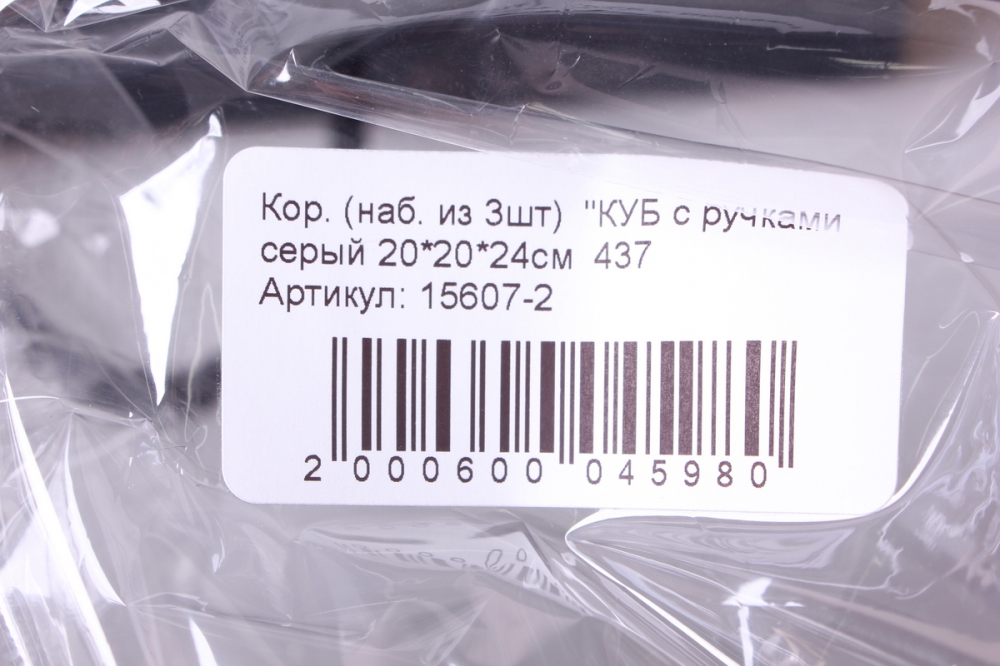 Кор. (наб. из 3шт) "КУБ с ручками
серый 20*20*24см 437
Артикул: 15607-2
2 000600 045980